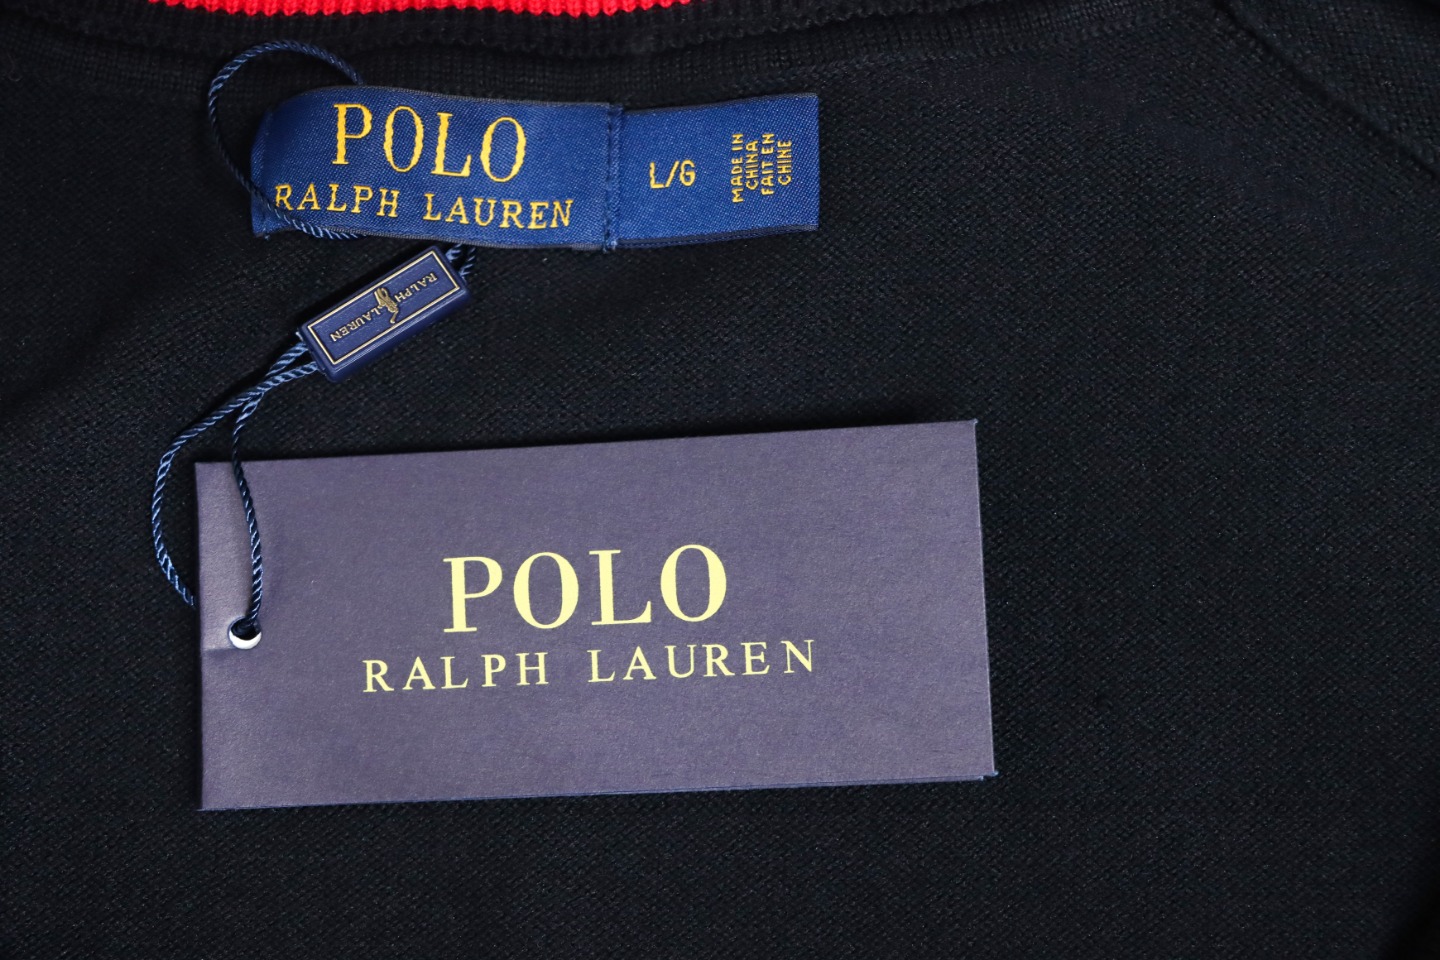 POLO
RALPH LAUREN
L/G
MADE IN
CHINA
FAIT EN
CHINE
RALPH LAUREN
POLO
RALPH LAUREN